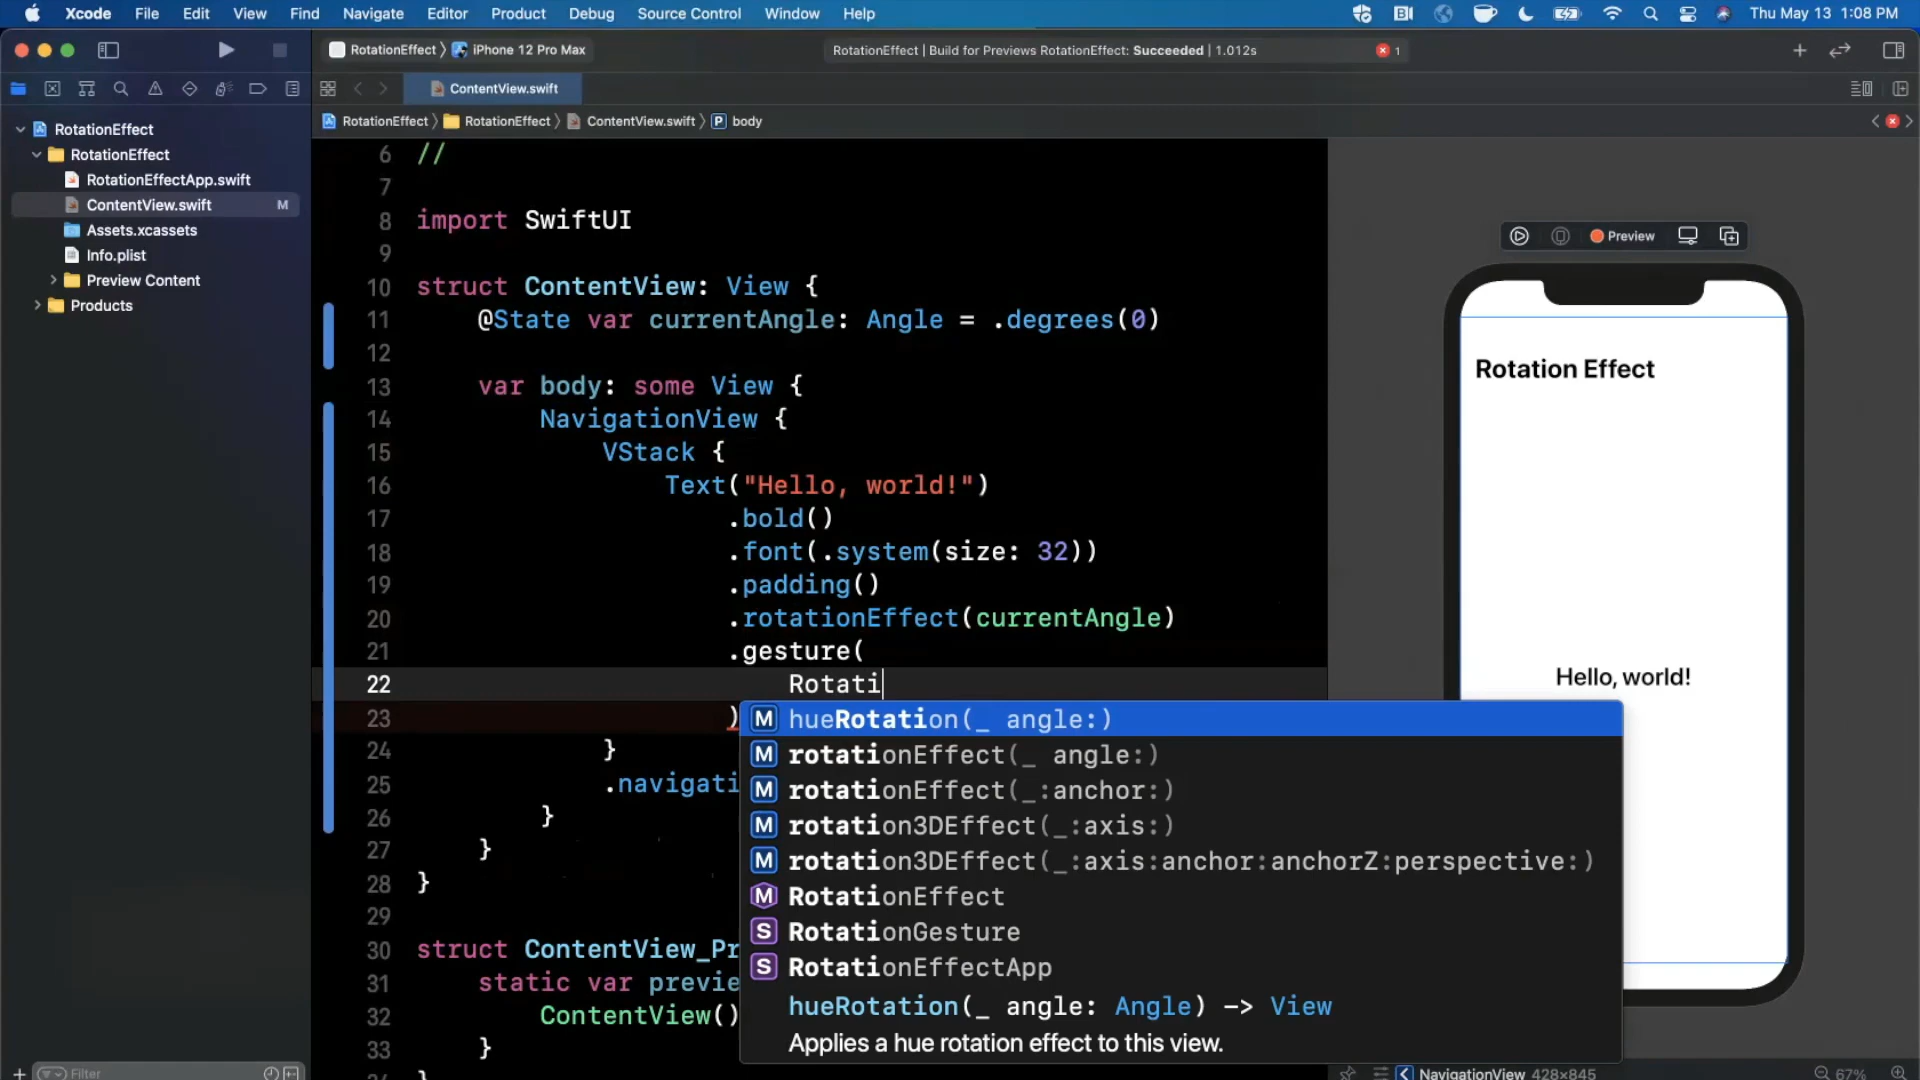 Xcode File Edit View Find Navigate Editor Product Debug Source Control Window Help
Thu May 13 1:08 PM
RotationEffect iPhone 12 Pro Max
RotationEffect | Build for Previews RotationEffect: Succeeded | 1.012s
1
ContentView.swift
RotationEffect RotationEffect ContentView.swift P body
RotationEffect
RotationEffect
RotationEffectApp.swift
ContentView.swift M
Assets.xcassets
Info.plist
Preview Content
Products
Filter
6 //
7
8 import SwiftUI
9
10 struct ContentView: View {
11 @State var currentAngle: Angle = .degrees(0)
12
13 var body: some View {
14 NavigationView {
15 VStack {
16 Text("Hello, world!")
17 .bold()
18 .font(.system(size: 32))
19 .padding()
20 .rotationEffect(currentAngle)
21 .gesture(
22 Rotati
23 )
24 }
25 .navigati
26 }
27 }
28 }
29
30 struct ContentView_Pr
31 static var previe
32 ContentView()
33 }
M hueRotation(_ angle:)
M rotationEffect(_ angle:)
M rotationEffect(_:anchor:)
M rotation3DEffect(_:axis:)
M rotation3DEffect(_:axis:anchor:anchorZ:perspective:)
M RotationEffect
S RotationGesture
S RotationEffectApp
hueRotation(_ angle: Angle) -> View
Applies a hue rotation effect to this view.
Preview
Rotation Effect
Hello, world!
NavigationView 428×845
67%